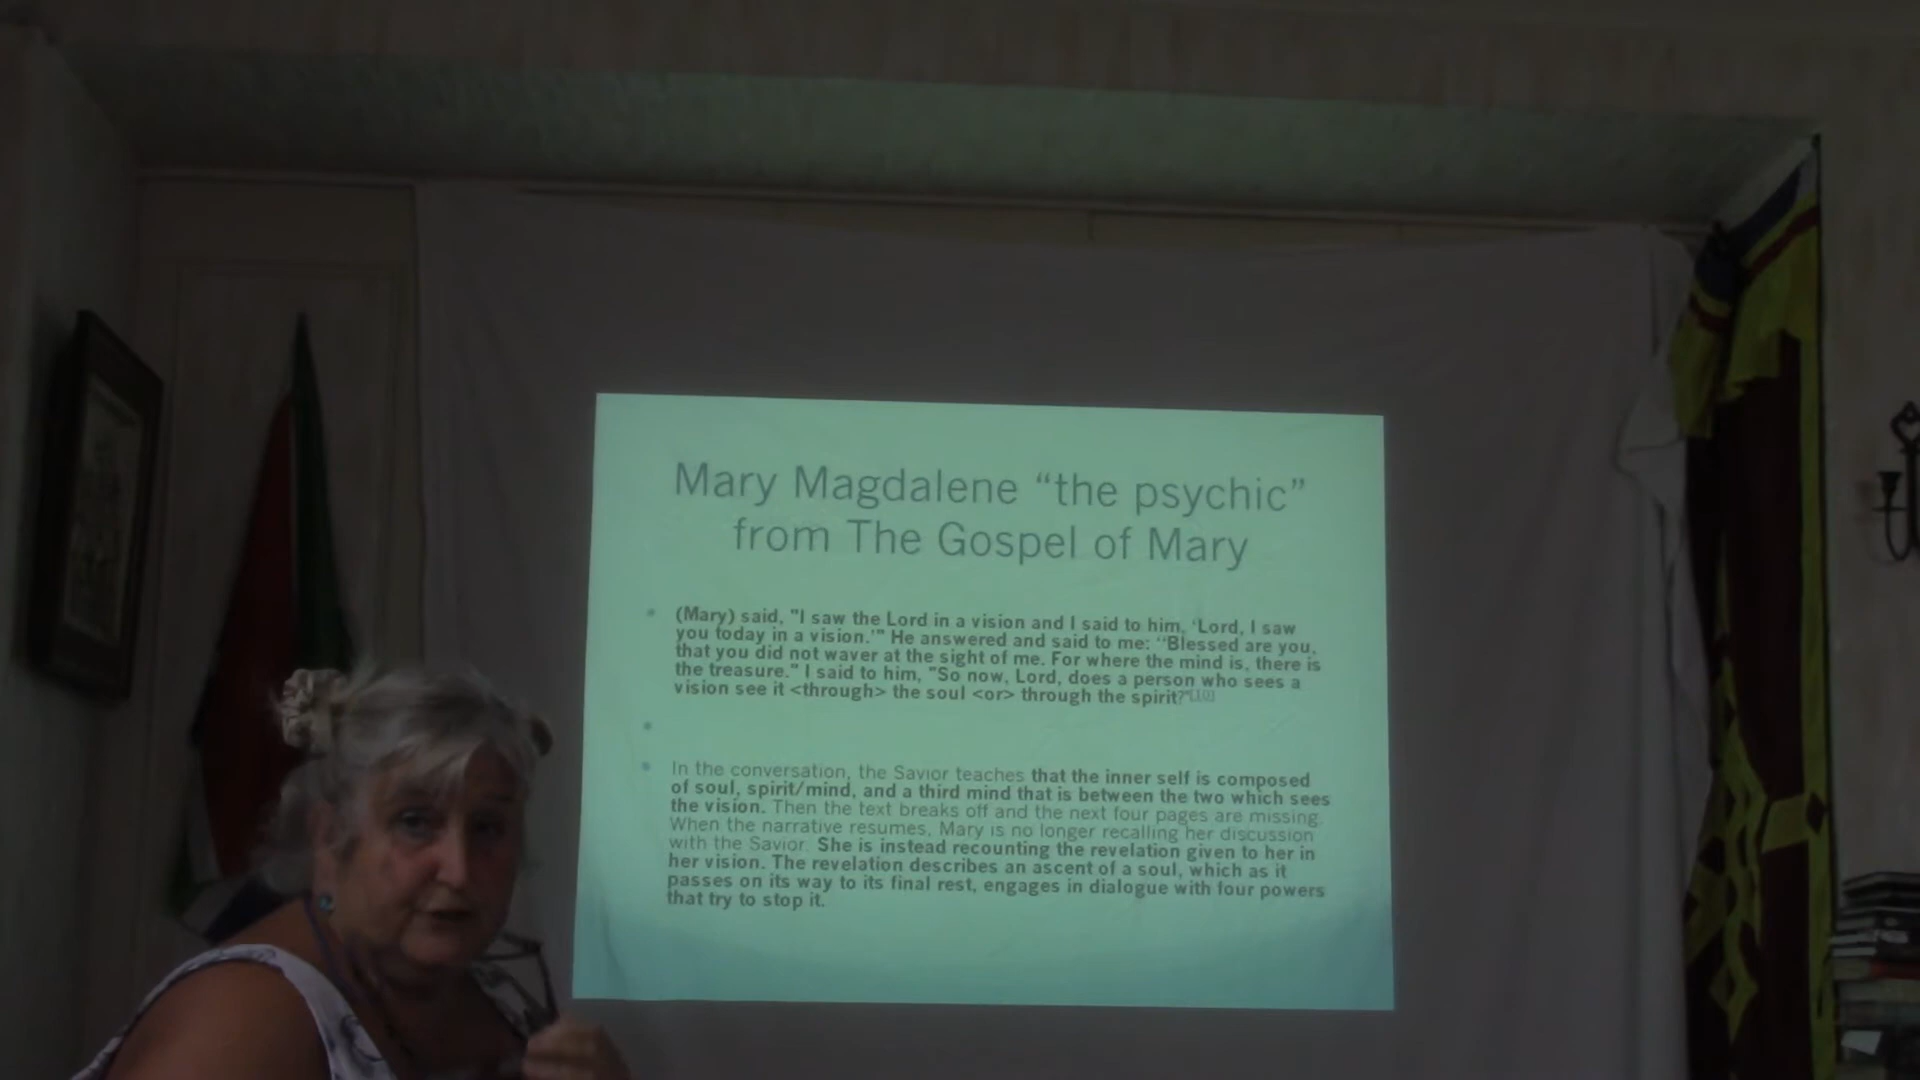 Mary Magdalene “the psychic”
from The Gospel of Mary
(Mary) said, "I saw the Lord in a vision and I said to him, ‘Lord, I saw
you today in a vision.’" He answered and said to me: “Blessed are you,
that you did not waver at the sight of me. For where the mind is, there is
the treasure." I said to him, "So now, Lord, does a person who sees a
vision see it <through> the soul <or> through the spirit?"[10]
In the conversation, the Savior teaches that the inner self is composed
of soul, spirit/mind, and a third mind that is between the two which sees
the vision. Then the text breaks off and the next four pages are missing.
When the narrative resumes, Mary is no longer recalling her discussion
with the Savior. She is instead recounting the revelation given to her in
her vision. The revelation describes an ascent of a soul, which as it
passes on its way to its final rest, engages in dialogue with four powers
that try to stop it.